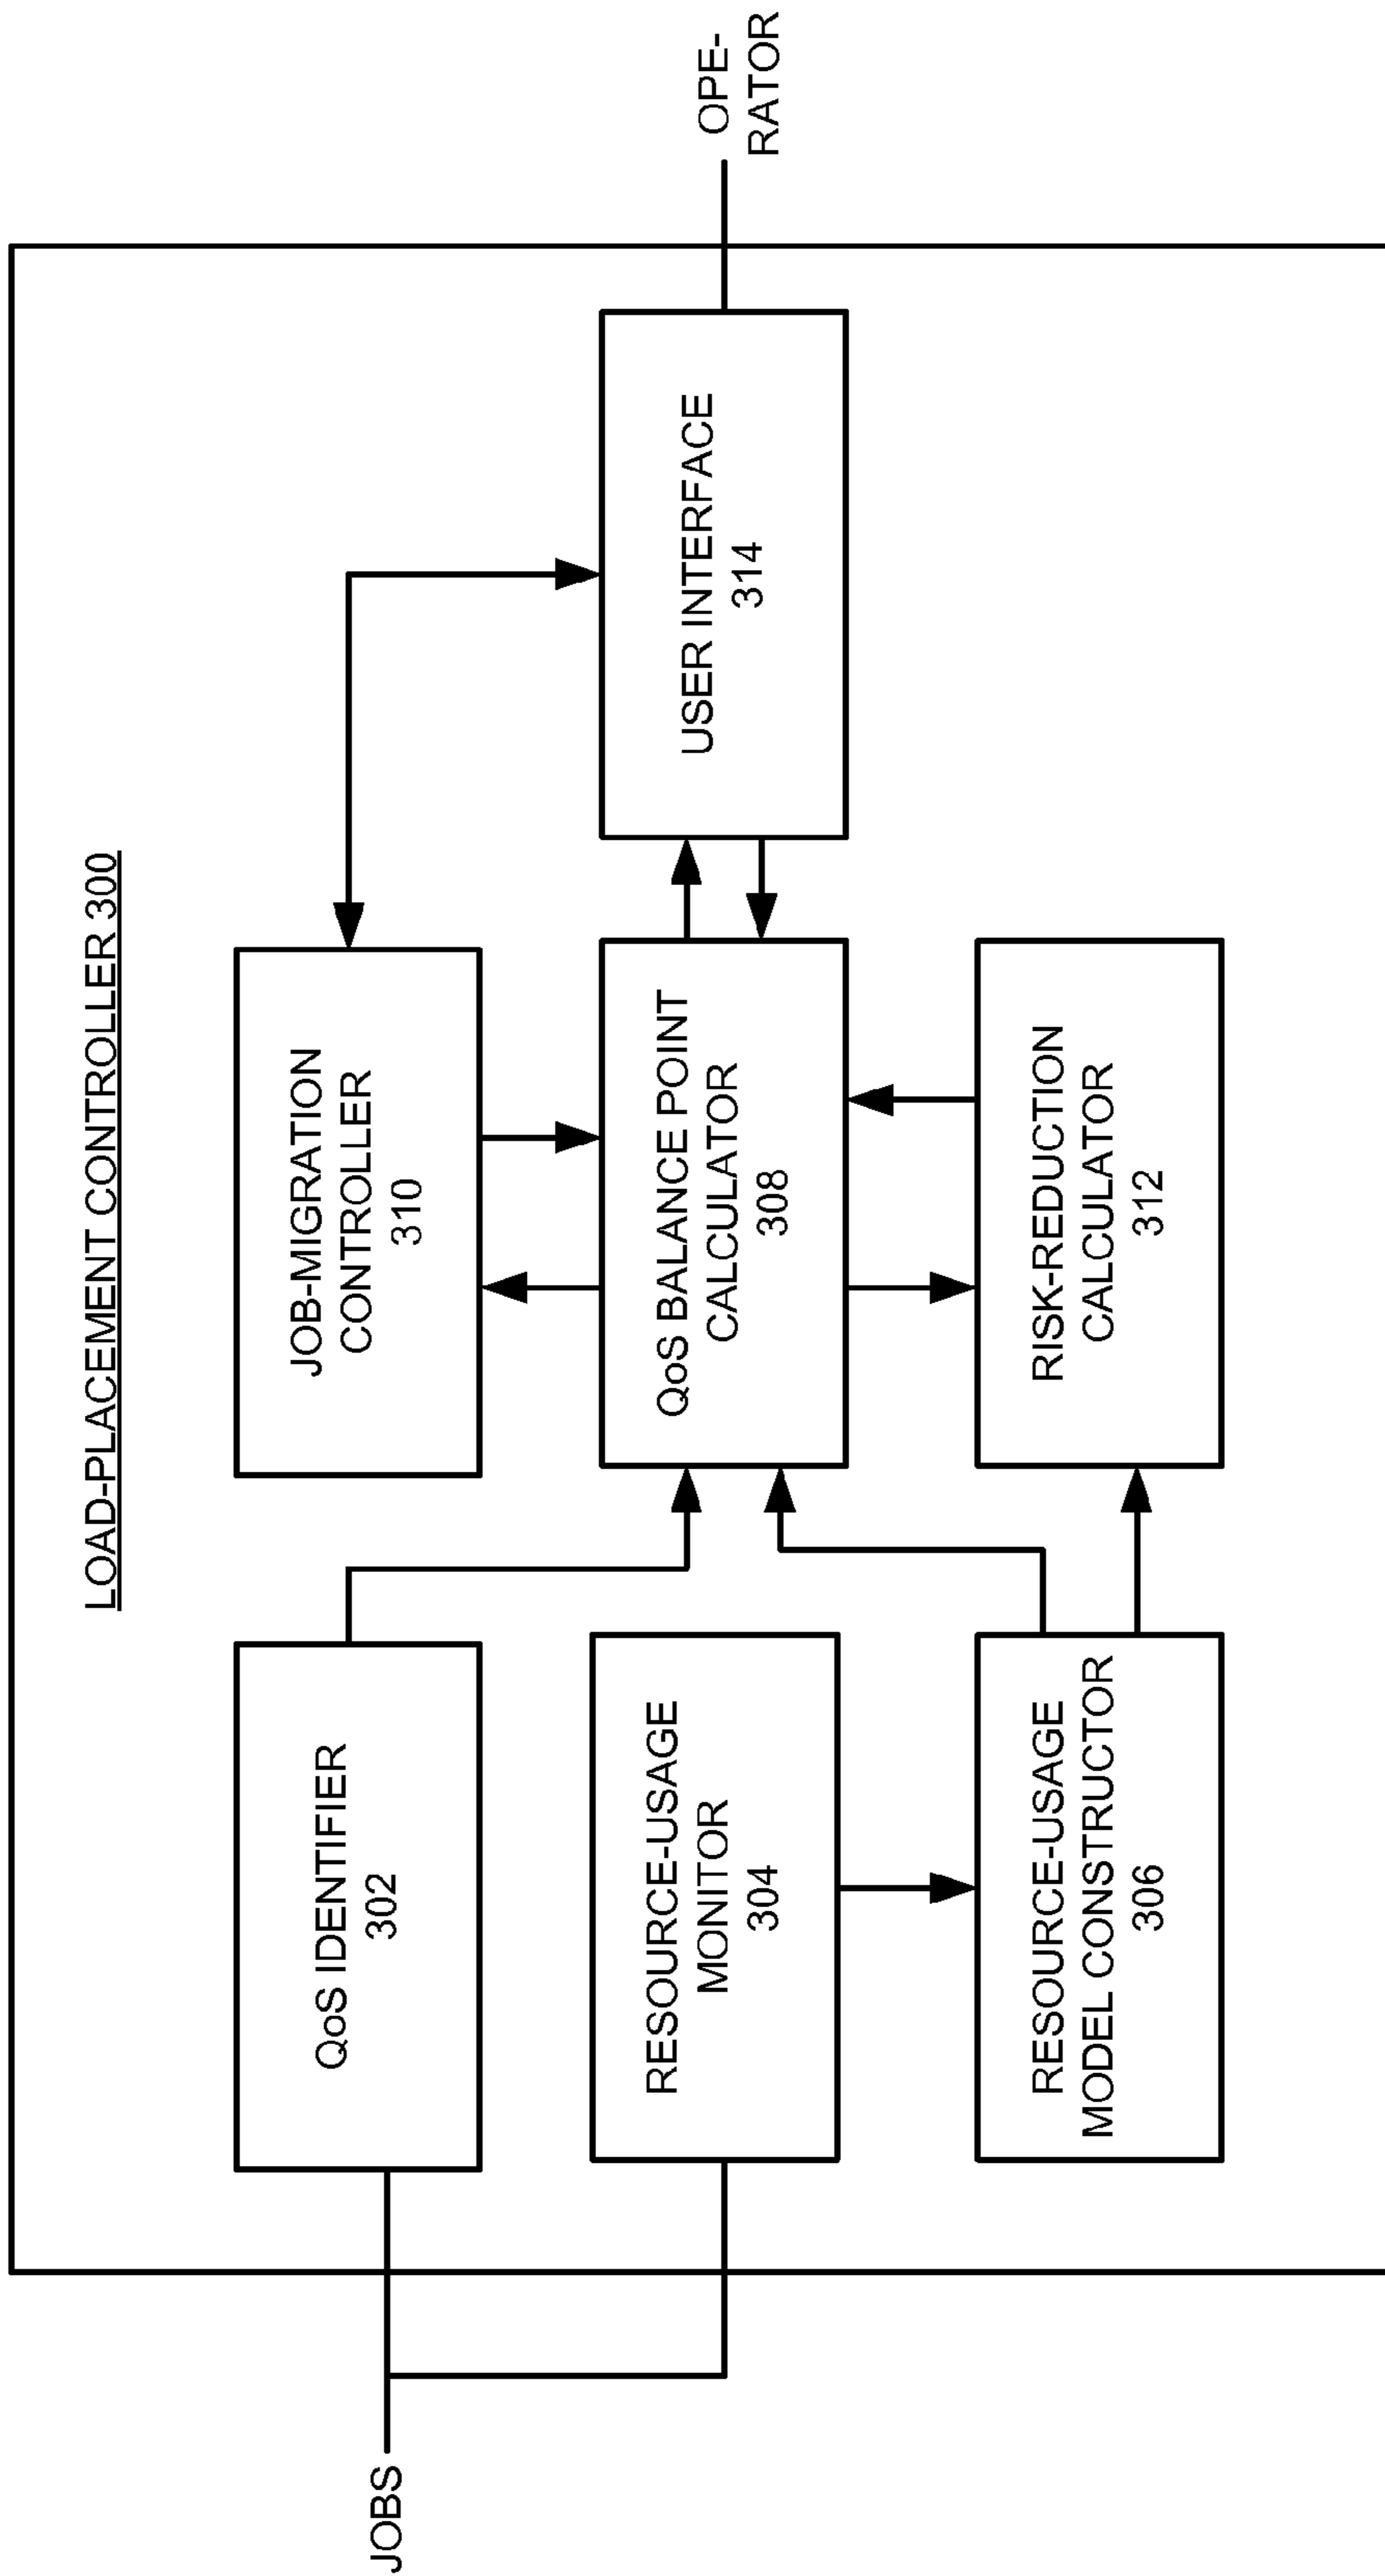 LOAD-PLACEMENT CONTROLLER 300
JOBS
QoS IDENTIFIER
302
RESOURCE-USAGE
MONITOR
304
RESOURCE-USAGE
MODEL CONSTRUCTOR
306
JOB-MIGRATION
CONTROLLER
310
QoS BALANCE POINT
CALCULATOR
308
RISK-REDUCTION
CALCULATOR
312
USER INTERFACE
314
OPE-
RATOR